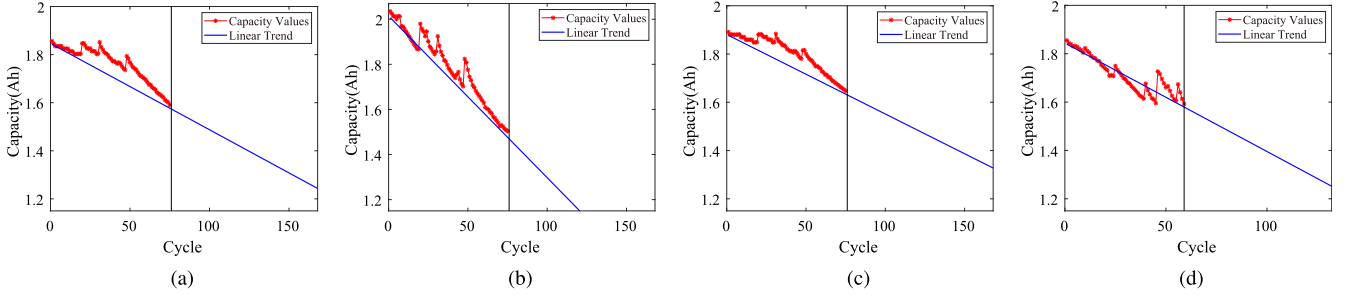 Capacity Values
Linear Trend
Capacity(Ah)
2
1.8
1.6
1.4
1.2
0
50
100
150
Cycle
(a)
Capacity Values
Linear Trend
Capacity(Ah)
2
1.8
1.6
1.4
1.2
0
50
100
150
Cycle
(b)
Capacity Values
Linear Trend
Capacity(Ah)
2
1.8
1.6
1.4
1.2
0
50
100
150
Cycle
(c)
Capacity Values
Linear Trend
Capacity(Ah)
2
1.8
1.6
1.4
1.2
0
50
100
Cycle
(d)